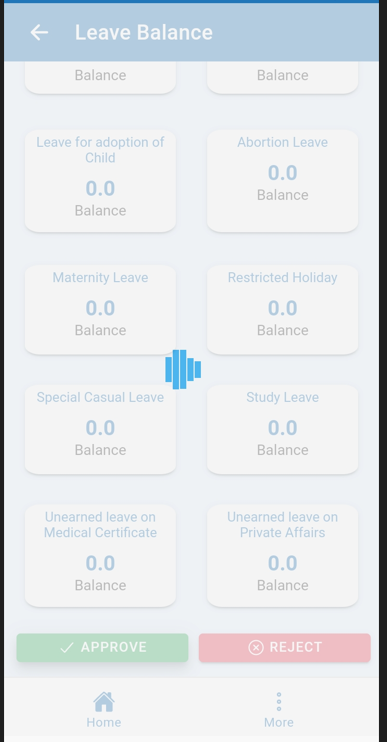 Leave Balance
Balance
Balance
Leave for adoption of
Child
0.0
Balance
Abortion Leave
0.0
Balance
Maternity Leave
0.0
Balance
Restricted Holiday
0.0
Balance
Special Casual Leave
0.0
Balance
Study Leave
0.0
Balance
Unearned leave on
Medical Certificate
0.0
Balance
Unearned leave on
Private Affairs
0.0
Balance
APPROVE
REJECT
Home
More